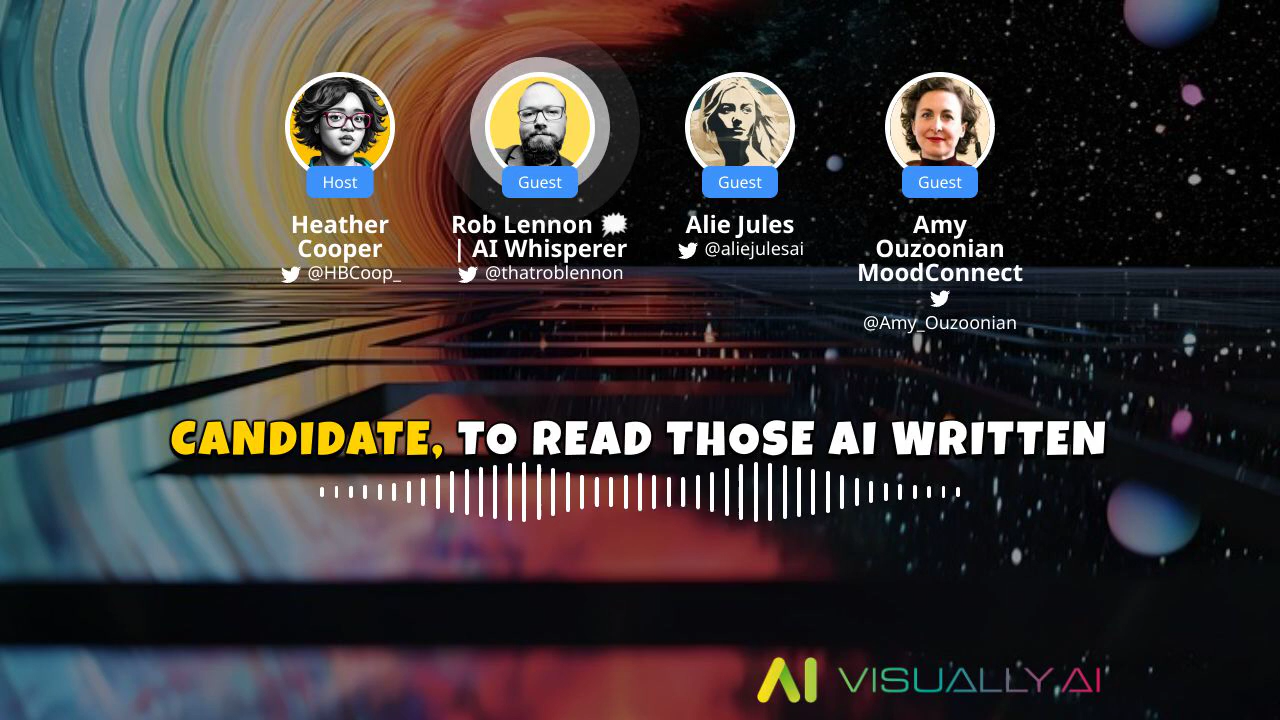 Host
Heather
Cooper
@HBCoop_
Guest
Rob Lennon
| AI Whisperer
@thatroblennon
Guest
Alie Jules
@aliejulesai
Guest
Amy
Ouzoonian
MoodConnect
@Amy_Ouzoonian
CANDIDATE, TO READ THOSE AI WRITTEN
AI VISUALLY AI